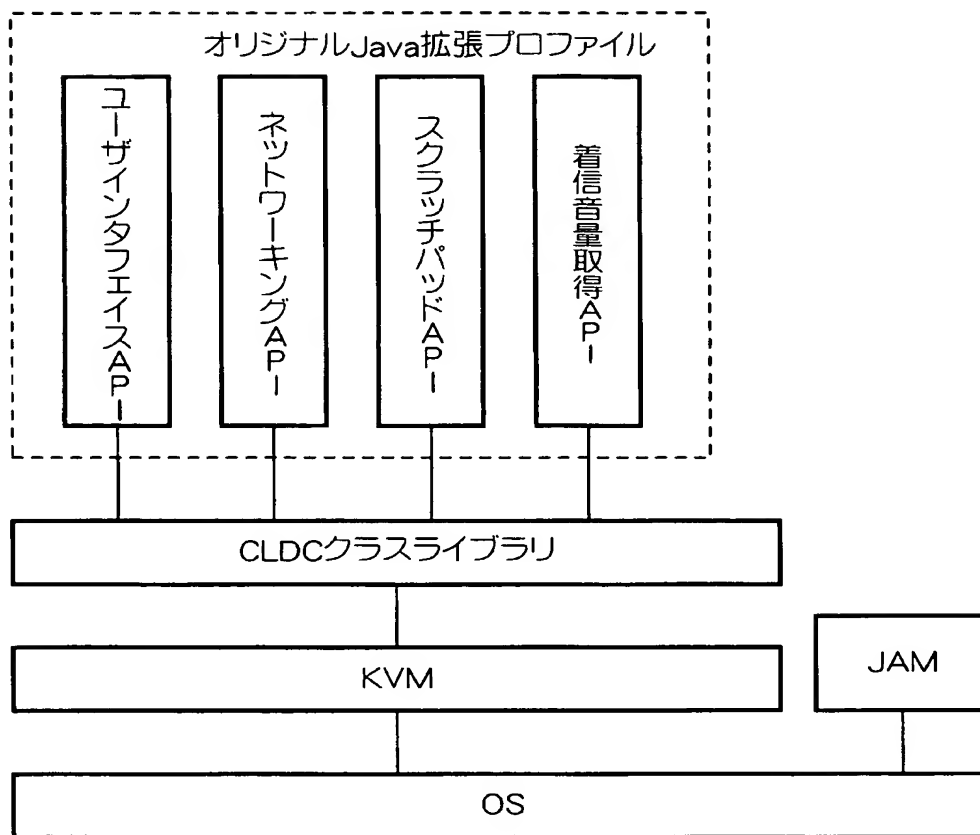 オリジナルJava拡張プロファイル
ユーザインタフェイスAPI
ネットワーキングAPI
スクラッチパッドAPI
着信音量取得API
CLDCクラスライブラリ
KVM
JAM
OS